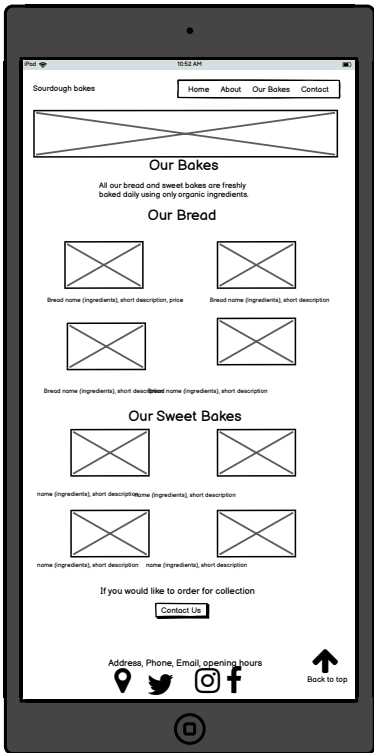 iPad
10:52 AM
Sourdough bakes
Home About Our Bakes Contact
Our Bakes
All our bread and sweet bakes are freshly
baked daily using only organic ingredients.
Our Bread
Bread name (ingredients), short description, price
Bread name (ingredients), short description
Bread name (ingredients), short description
Bread name (ingredients), short description
Our Sweet Bakes
name (ingredients), short description
name (ingredients), short description
name (ingredients), short description
name (ingredients), short description
If you would like to order for collection
Contact Us
Address, Phone, Email, opening hours
Back to top